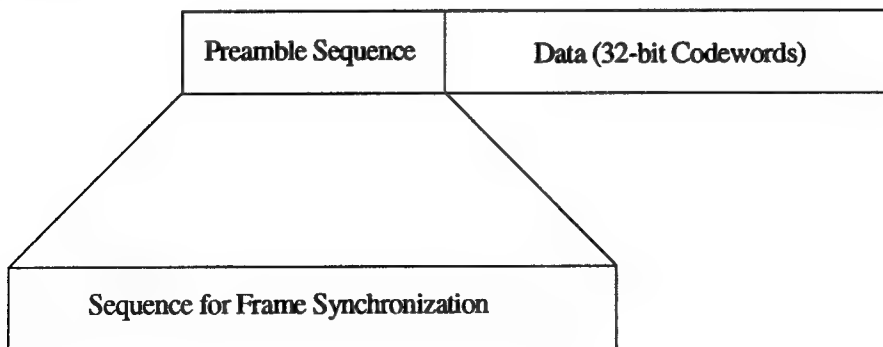 Preamble Sequence
Data (32-bit Codewords)
Sequence for Frame Synchronization